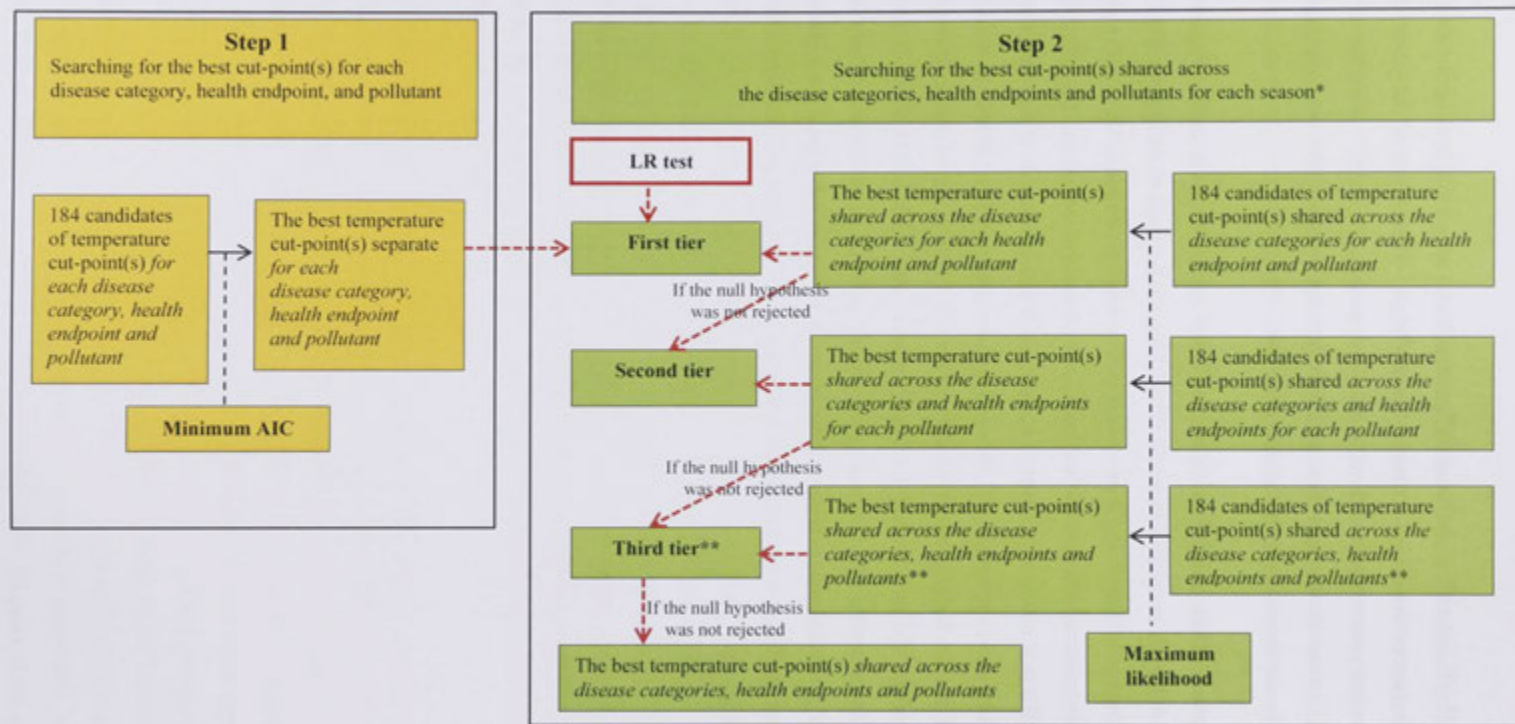 Step 1
Searching for the best cut-point(s) for each
disease category, health endpoint, and pollutant
184 candidates
of temperature
cut-point(s) for
each disease
category, health
endpoint and
pollutant
The best temperature
cut-point(s) separate
for each
disease category,
health endpoint
and pollutant
Minimum AIC
Step 2
Searching for the best cut-point(s) shared across
the disease categories, health endpoints and pollutants for each season*
LR test
First tier
The best temperature cut-point(s)
shared across the disease
categories for each health
endpoint and pollutant
184 candidates of temperature
cut-point(s) shared across the
disease categories for each health
endpoint and pollutant
If the null hypothesis
was not rejected
Second tier
The best temperature cut-point(s)
shared across the disease
categories and health endpoints
for each pollutant
184 candidates of temperature
cut-point(s) shared across the
disease categories and health
endpoints for each pollutant
If the null hypothesis
was not rejected
Third tier**
The best temperature cut-point(s)
shared across the disease
categories, health endpoints and
pollutants**
184 candidates of temperature
cut-point(s) shared across the
disease categories, health
endpoints and pollutants**
If the null hypothesis
was not rejected
The best temperature cut-point(s) shared across the
disease categories, health endpoints and pollutants
Maximum
likelihood